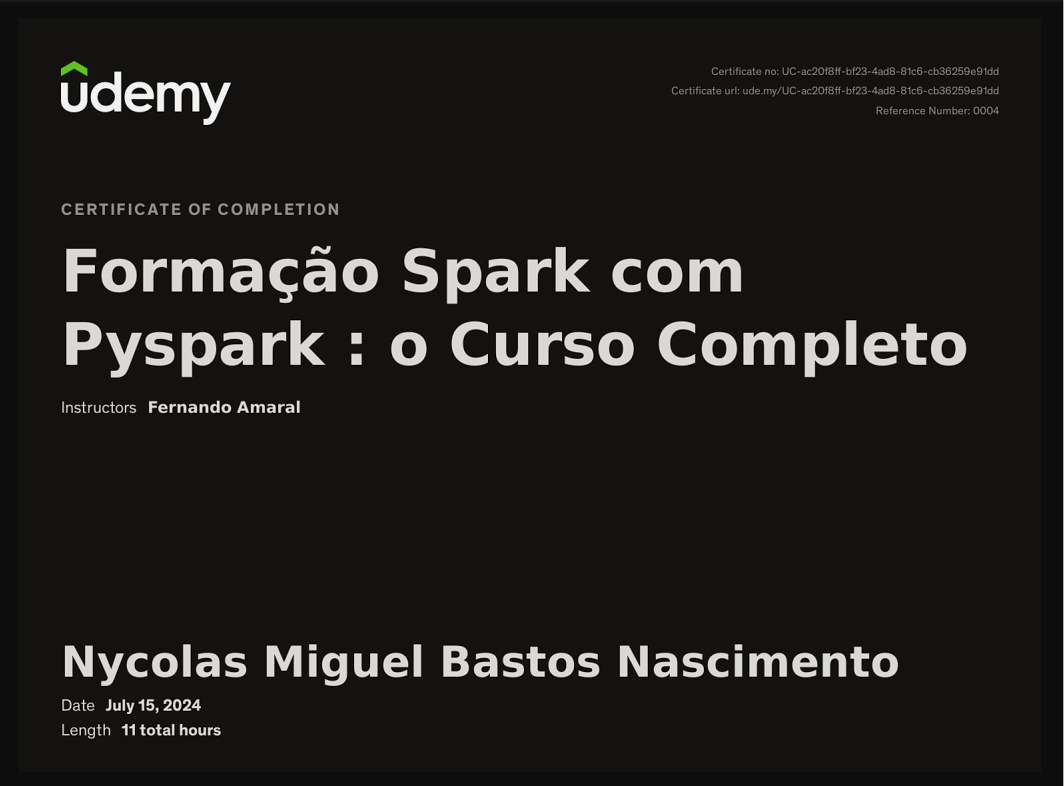 udemy
Certificate no: UC-ac20f8ff-bf23-4ad8-81c6-cb36259e91dd
Certificate url: ude.my/UC-ac20f8ff-bf23-4ad8-81c6-cb36259e91dd
Reference Number: 0004
CERTIFICATE OF COMPLETION
Formação Spark com
Pyspark : o Curso Completo
Instructors Fernando Amaral
Nycolas Miguel Bastos Nascimento
Date July 15, 2024
Length 11 total hours